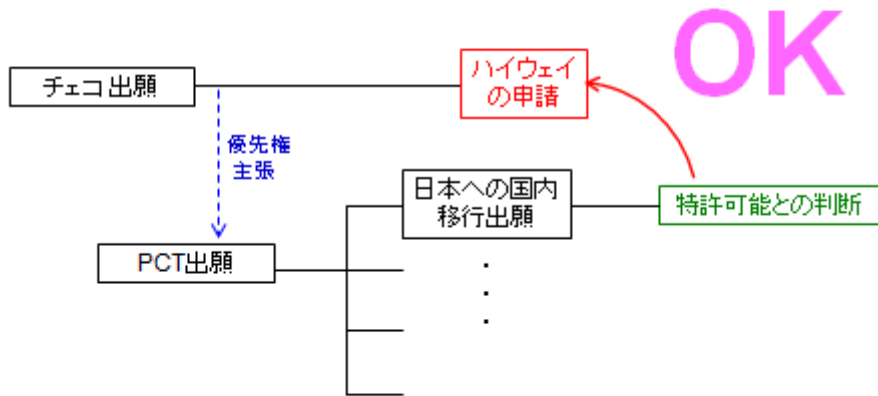 OK
チェコ出願
ハイウェイ
の申請
優先権
主張
日本への国内
移行出願
特許可能との判断
PCT出願